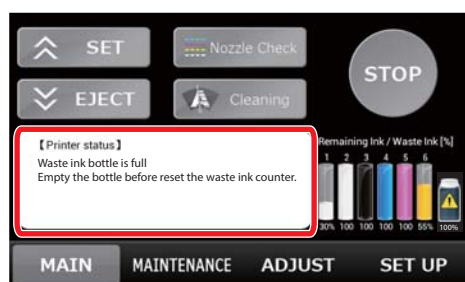 SET
Nozzle Check
STOP
EJECT
Cleaning
【Printer status】
Waste ink bottle is full
Empty the bottle before reset the waste ink counter.
Remaining Ink / Waste Ink [%]
1 2 3 4 5 6
30% 100 100 100 100 55% 100%
MAIN MAINTENANCE ADJUST SET UP